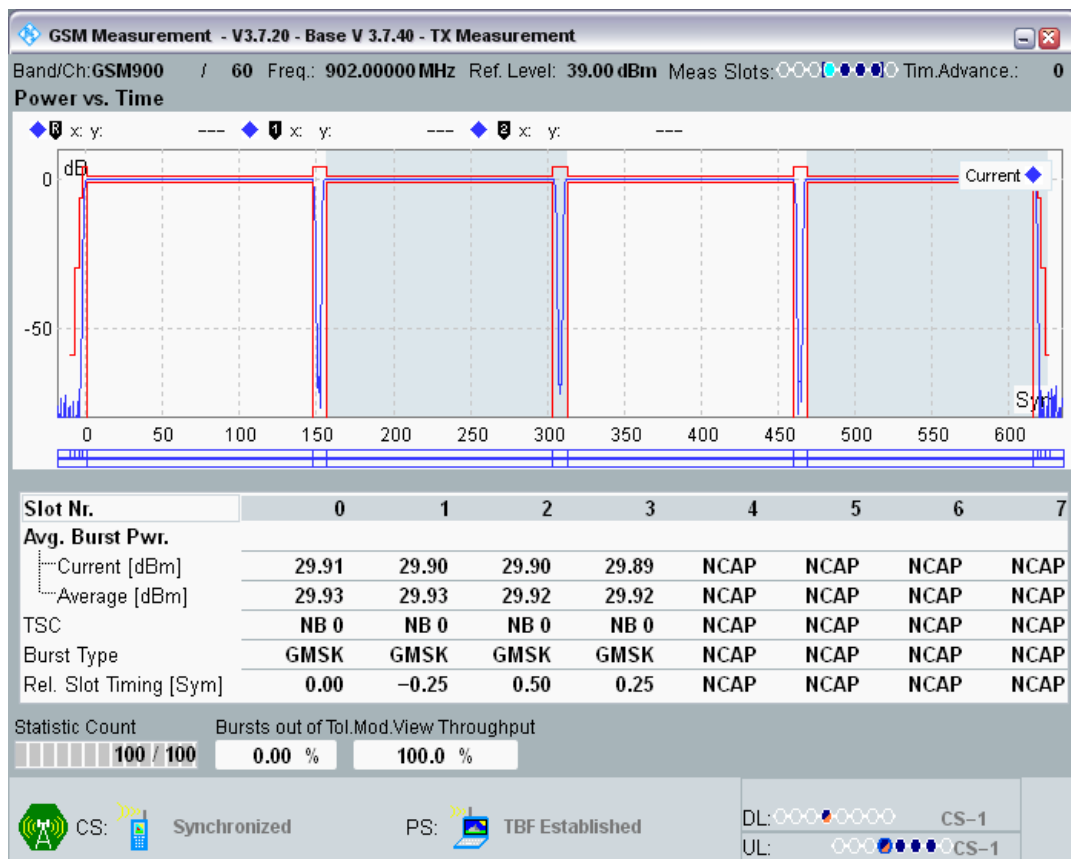 GSM Measurement - V3.7.20 - Base V 3.7.40 - TX Measurement
Band/Ch:GSM900 / 60 Freq.: 902.00000 MHz Ref. Level: 39.00 dBm Meas Slots: Tim.Advance.: 0
Power vs. Time
R x: y: --- 1 x: y: --- 2 x: y: ---
dB
Current
0
-50
Sym
0 50 100 150 200 250 300 350 400 450 500 550 600
Slot Nr. 0 1 2 3 4 5 6 7
Avg. Burst Pwr.
Current [dBm] 29.91 29.90 29.90 29.89 NCAP NCAP NCAP NCAP
Average [dBm] 29.93 29.93 29.92 29.92 NCAP NCAP NCAP NCAP
TSC NB 0 NB 0 NB 0 NB 0 NCAP NCAP NCAP NCAP
Burst Type GMSK GMSK GMSK GMSK NCAP NCAP NCAP NCAP
Rel. Slot Timing [Sym] 0.00 −0.25 0.50 0.25 NCAP NCAP NCAP NCAP
Statistic Count Bursts out of Tol.Mod.View Throughput
100 / 100 0.00 % 100.0 %
CS: Synchronized PS: TBF Established
DL: CS−1
UL: CS−1